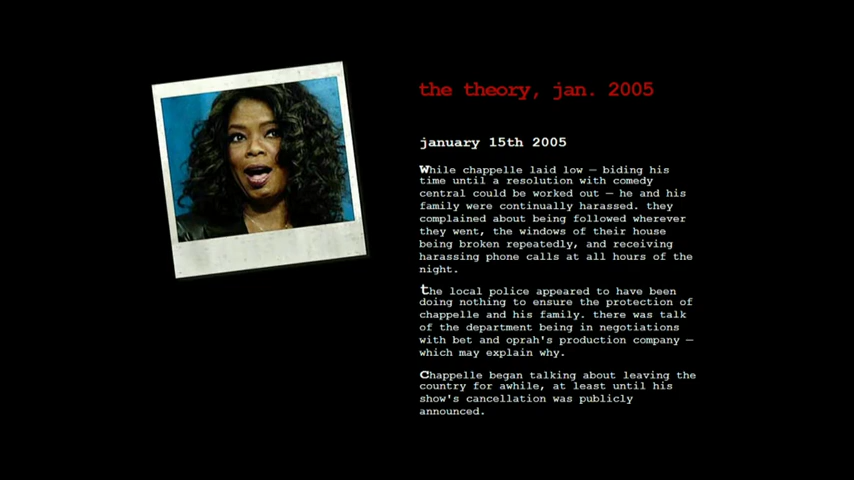 the theory, jan. 2005
january 15th 2005
While chappelle laid low — biding his
time until a resolution with comedy
central could be worked out — he and his
family were continually harassed. they
complained about being followed wherever
they went, the windows of their house
being broken repeatedly, and receiving
harassing phone calls at all hours of the
night.
the local police appeared to have been
doing nothing to ensure the protection of
chappelle and his family. there was talk
of the department being in negotiations
with bet and oprah's production company —
which may explain why.
Chappelle began talking about leaving the
country for awhile, at least until his
show's cancellation was publicly
announced.